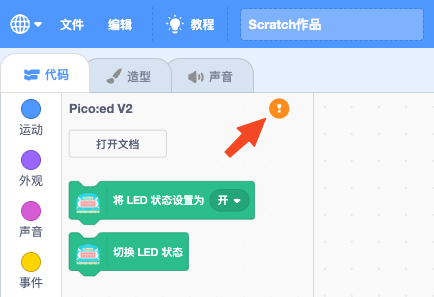 文件 编辑 教程 Scratch作品
代码 造型 声音
Pico:ed V2
运动
打开文档
外观
将 LED 状态设置为 开
声音
切换 LED 状态
事件